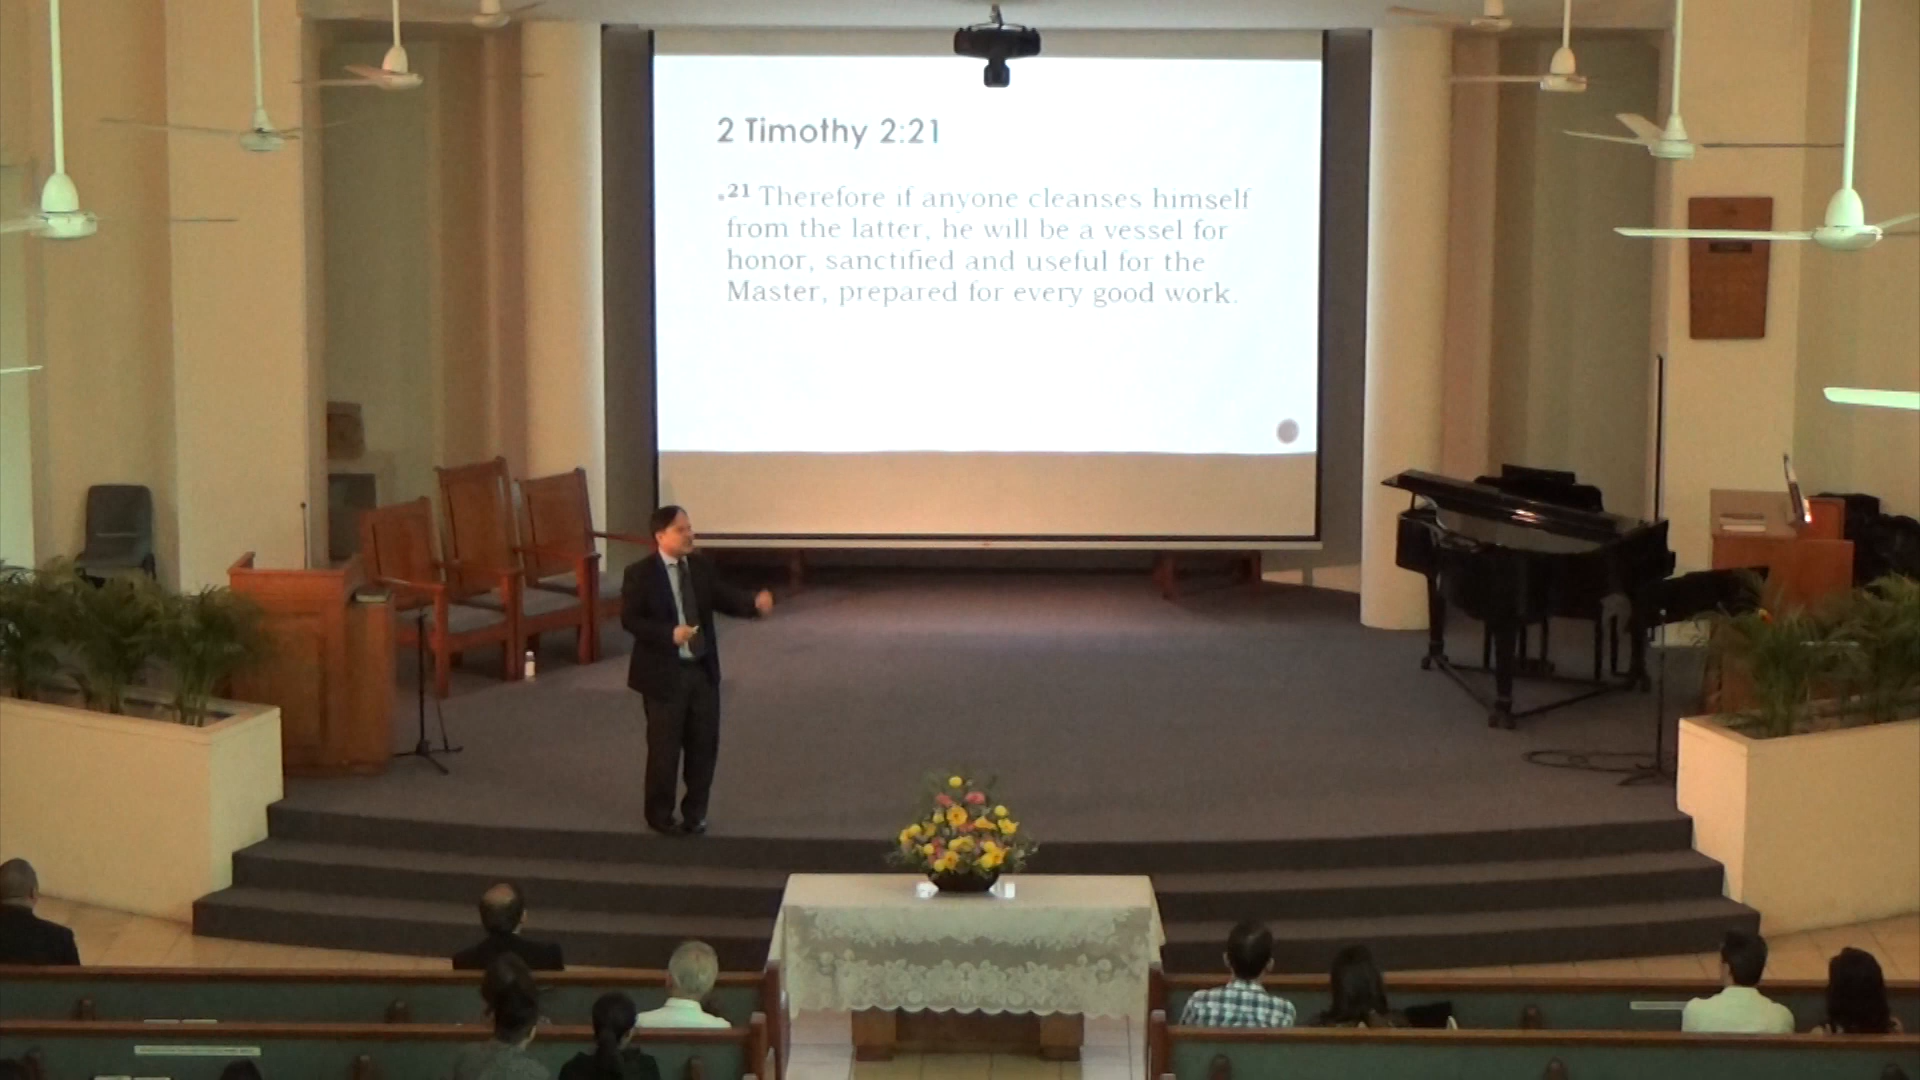 2 Timothy 2:21
•21 Therefore if anyone cleanses himself
from the latter, he will be a vessel for
honor, sanctified and useful for the
Master, prepared for every good work.